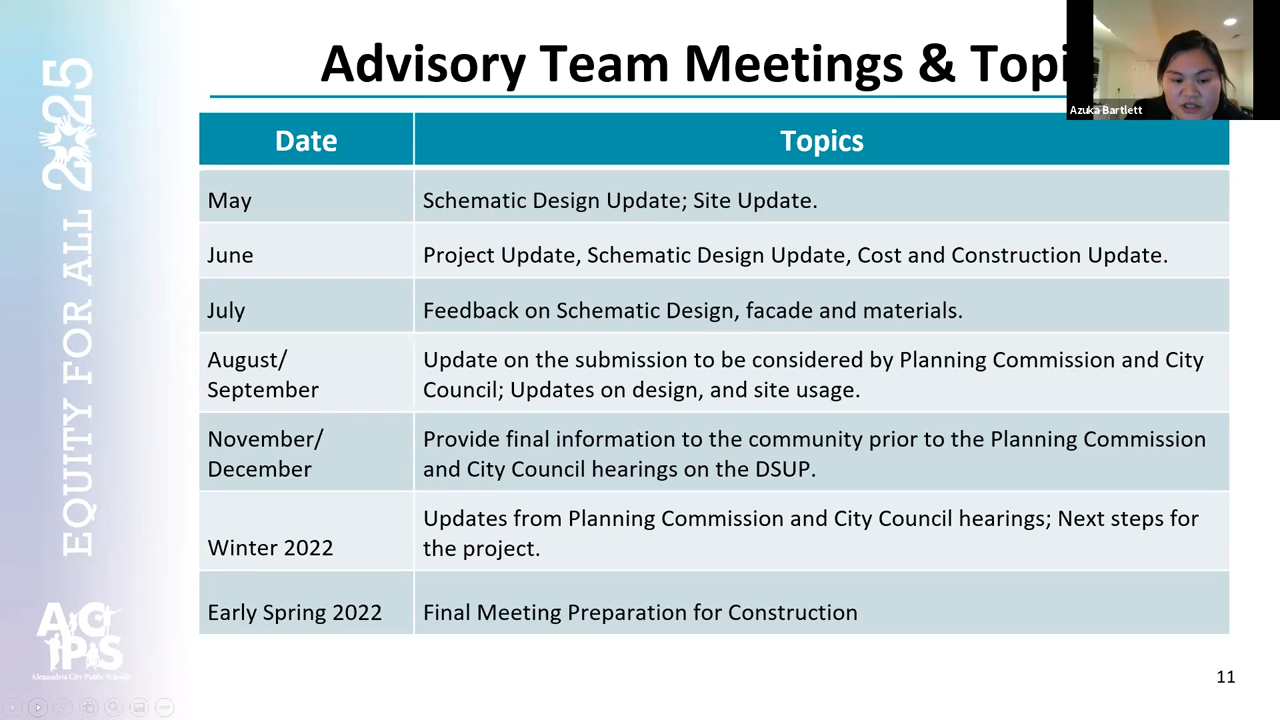 Advisory Team Meetings & Topi
Azuka Bartlett
EQUITY FOR ALL 2025
Date
Topics
May
Schematic Design Update; Site Update.
June
Project Update, Schematic Design Update, Cost and Construction Update.
July
Feedback on Schematic Design, facade and materials.
August/
September
Update on the submission to be considered by Planning Commission and City
Council; Updates on design, and site usage.
November/
December
Provide final information to the community prior to the Planning Commission
and City Council hearings on the DSUP.
Winter 2022
Updates from Planning Commission and City Council hearings; Next steps for
the project.
Early Spring 2022
Final Meeting Preparation for Construction
ACPS
Alexandria City Public Schools
11